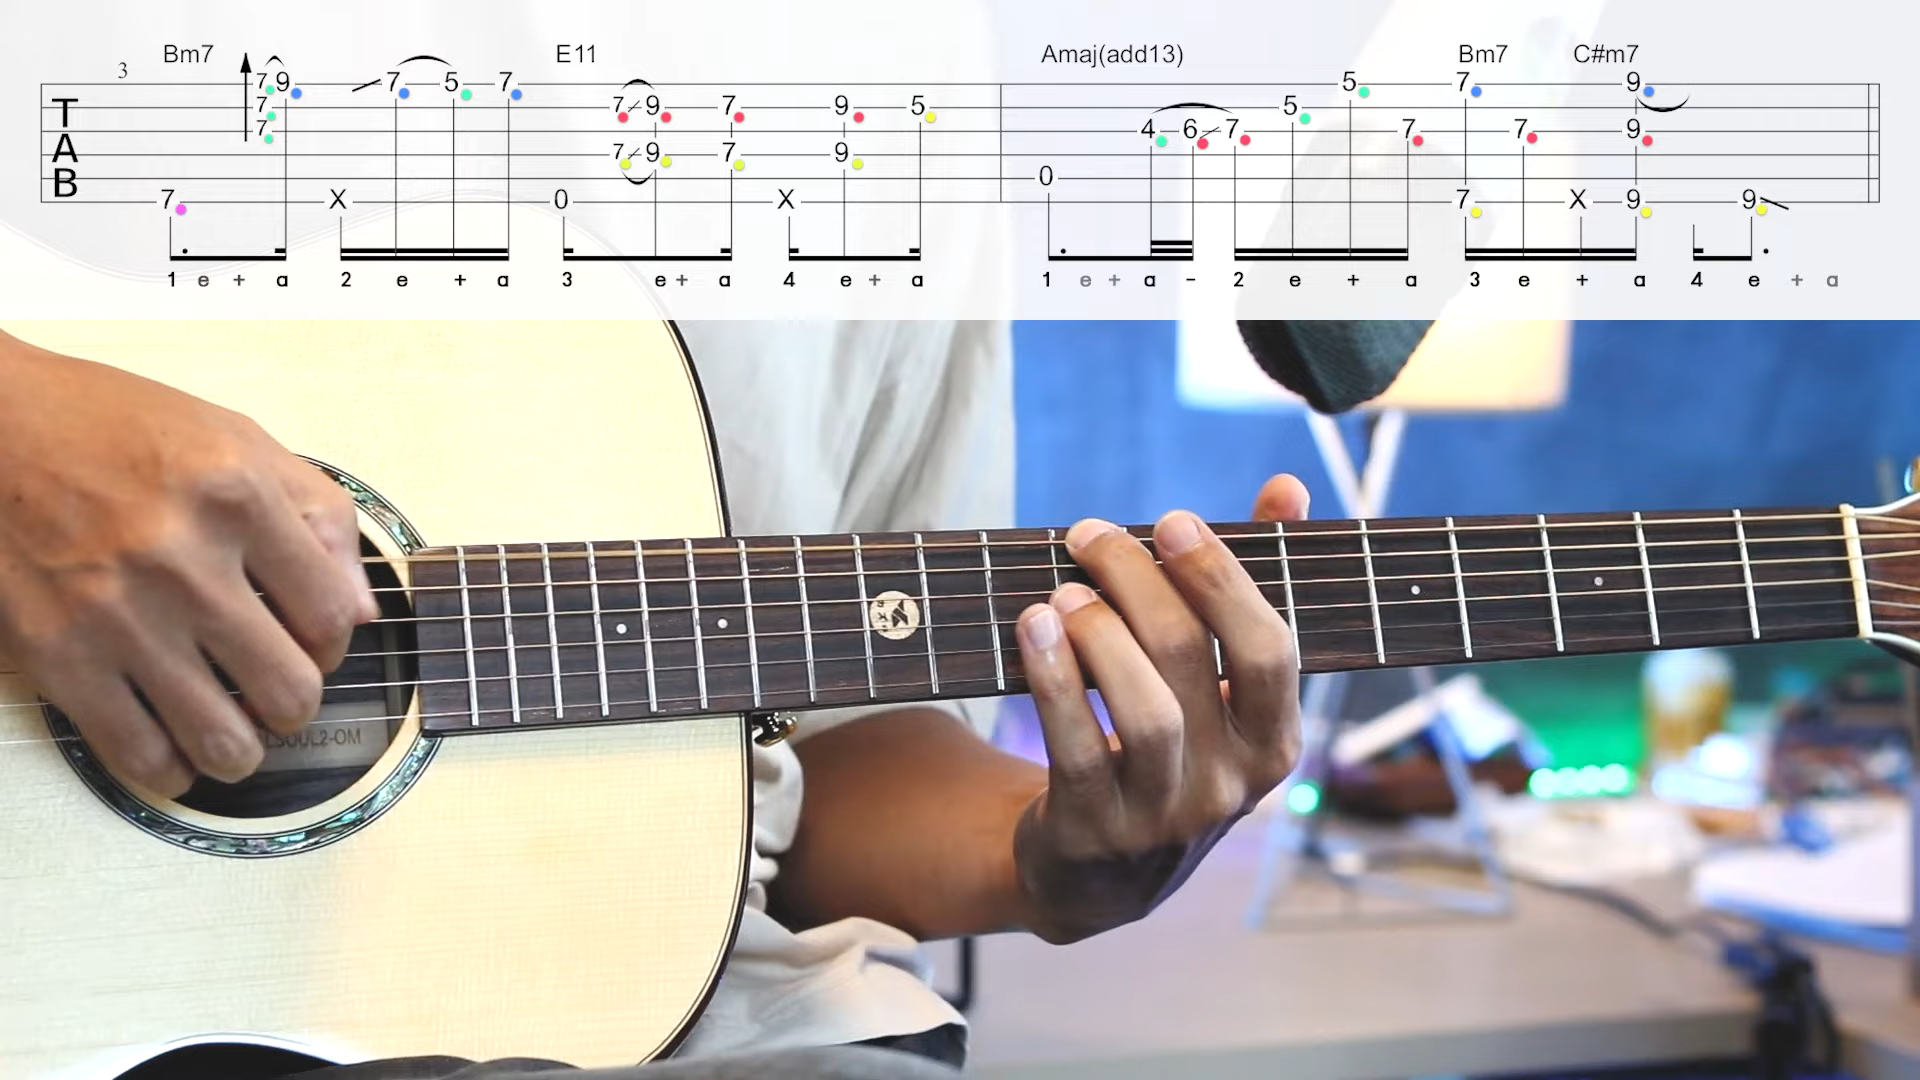 Bm7 E11 Amaj(add13) Bm7 C#m7
3
T 7 9 7 5 7 5 7 9
7 7 9 7 9 5 5
A 7 4 6 7 7 7 9
B 7 9 7 9
0
7 X 0 X 7 X 9 9
1 e + a 2 e + a 3 e + a 4 e + a 1 e + a - 2 e + a 3 e + a 4 e + a
SOUL2-OM